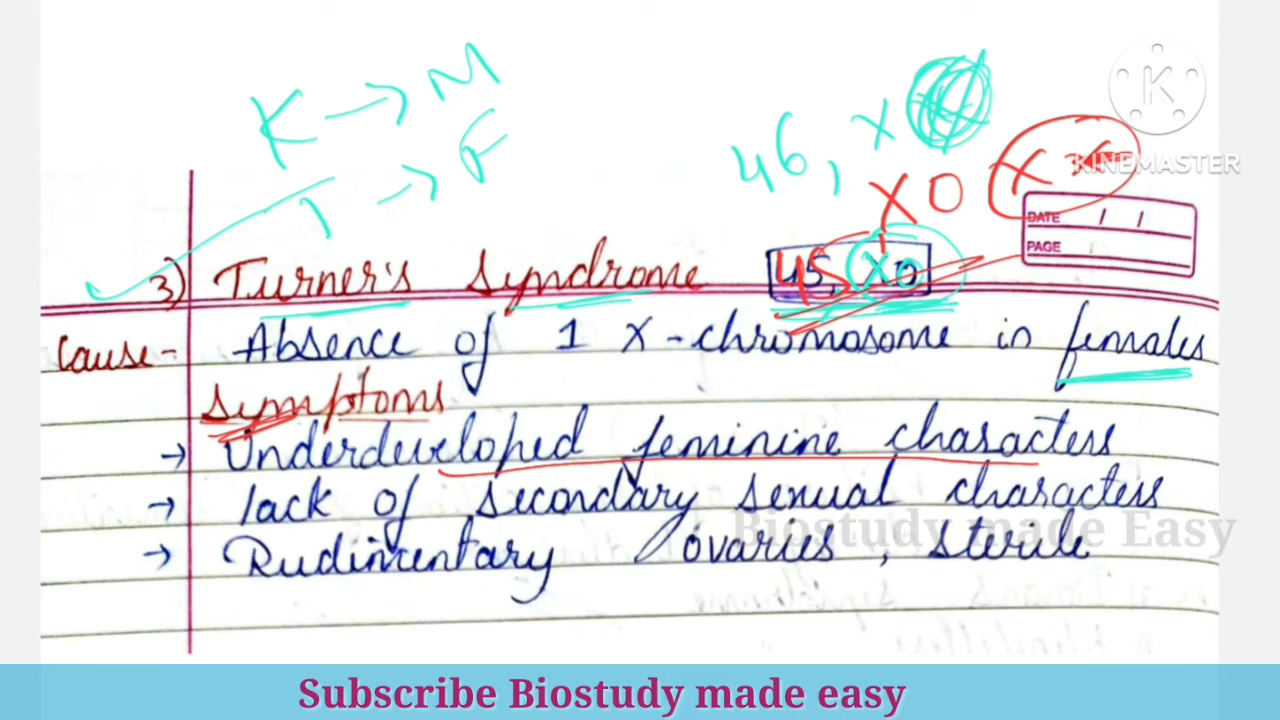 K → M
T → F
46, X
XO
X X
KINEMASTER
DATE / /
PAGE
3) Turner's Syndrome 45, XO
Cause- Absence of 1 X-chromosome in females
Symptoms
→ Underdeveloped feminine characters
→ lack of secondary sexual characters
→ Rudimentary ovaries, sterile
Biostudy made Easy
Subscribe Biostudy made easy